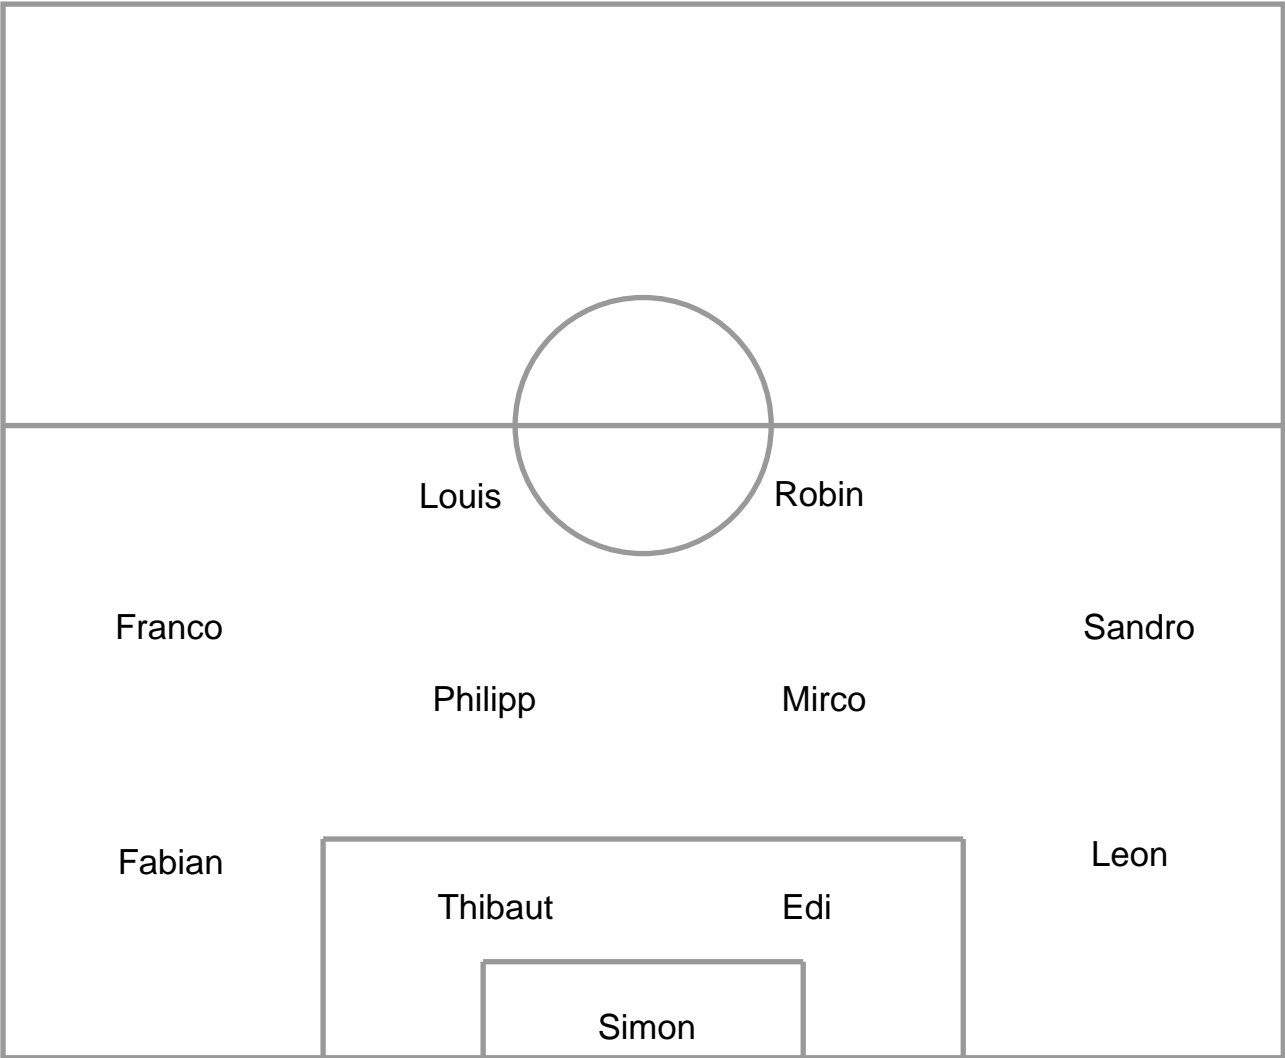 Louis Robin
Franco Sandro
Philipp Mirco
Fabian Leon
Thibaut Edi
Simon